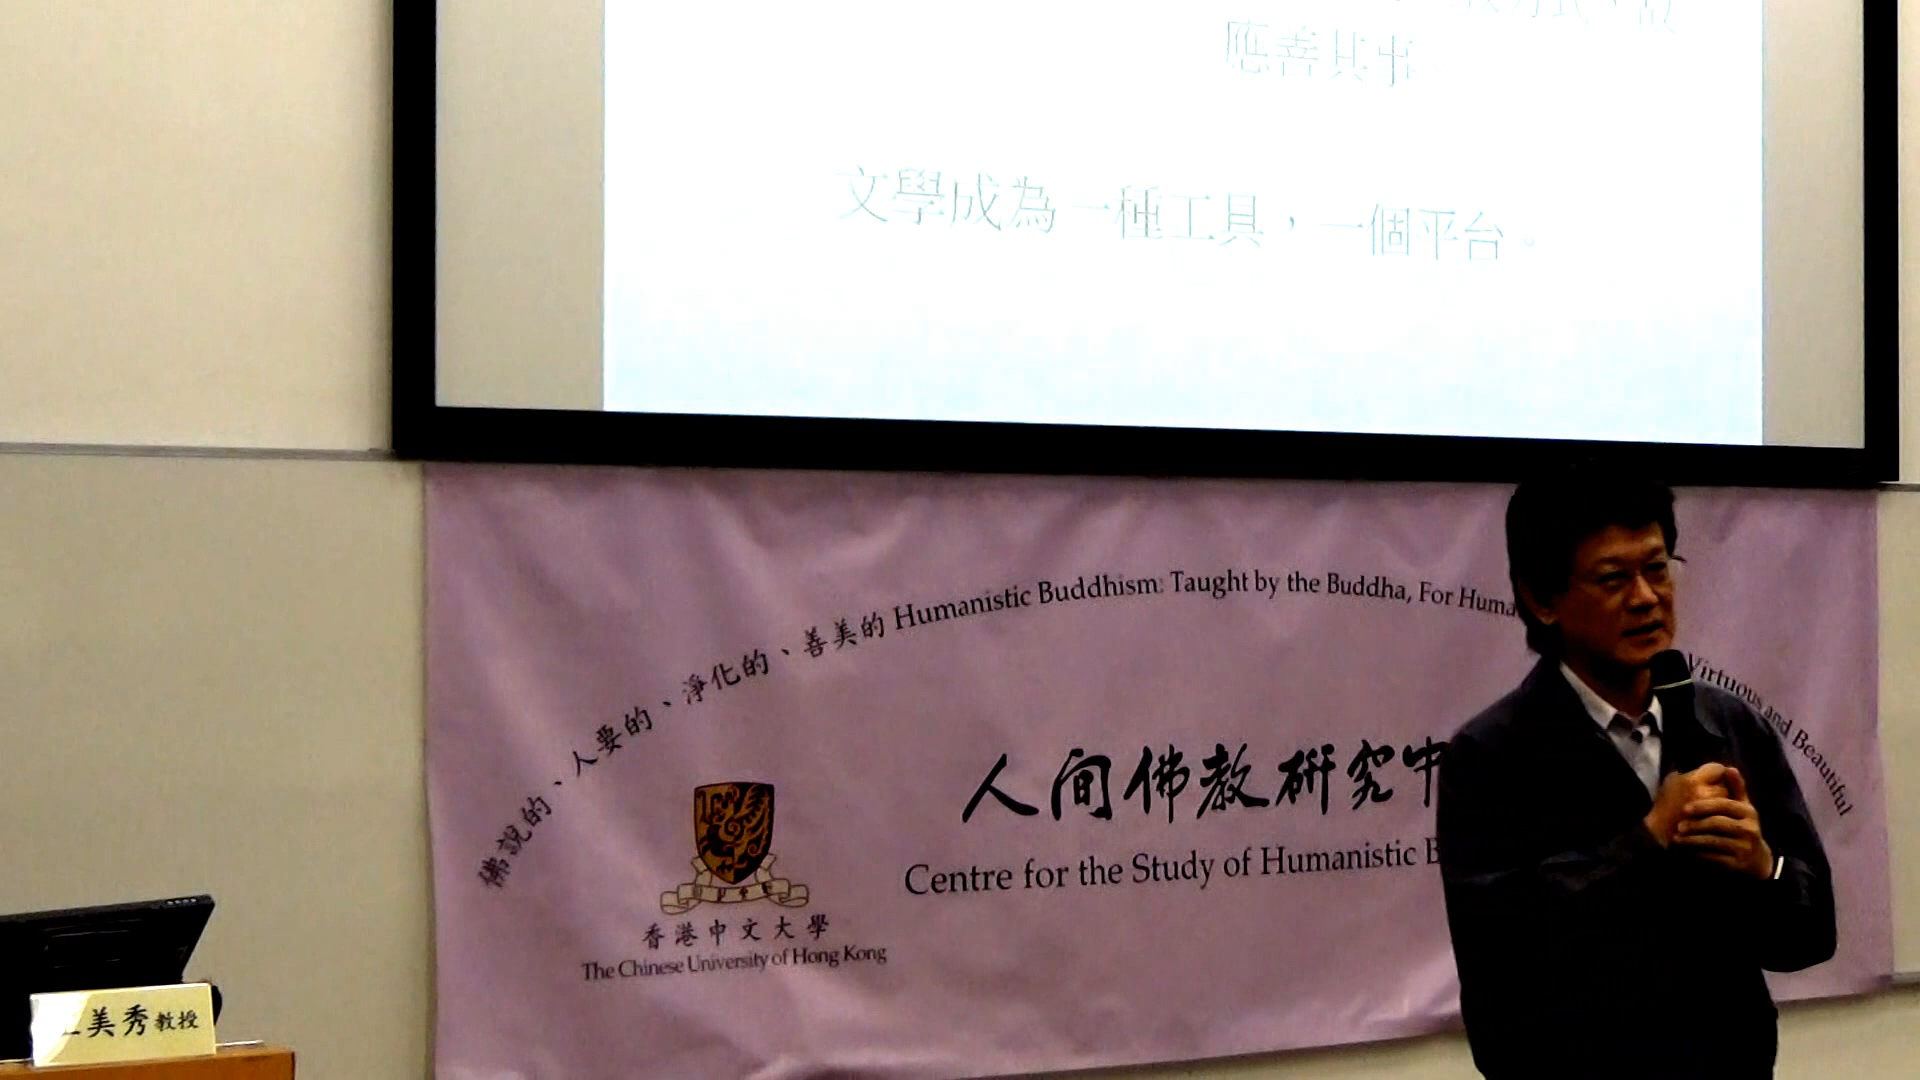 應善其事。
文學成為一種工具，一個平台。
佛說的、人要的、淨化的、善美的 Humanistic Buddhism: Taught by the Buddha, For Huma
Virtuous and Beautiful
人间佛教研究中
Centre for the Study of Humanistic B
香港中文大學
The Chinese University of Hong Kong
美秀教授